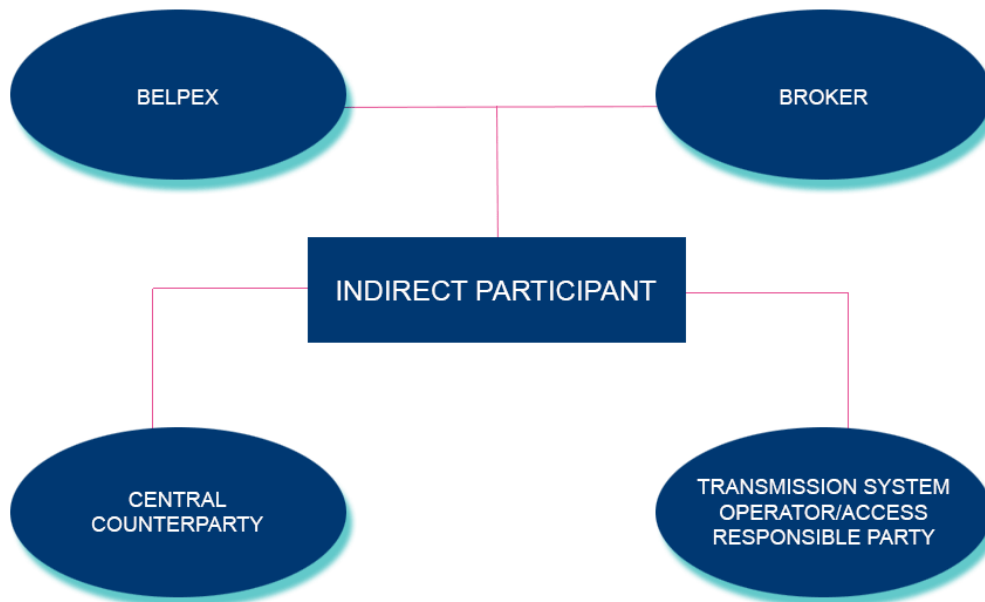 BELPEX
BROKER
INDIRECT PARTICIPANT
CENTRAL
COUNTERPARTY
TRANSMISSION SYSTEM
OPERATOR/ACCESS
RESPONSIBLE PARTY